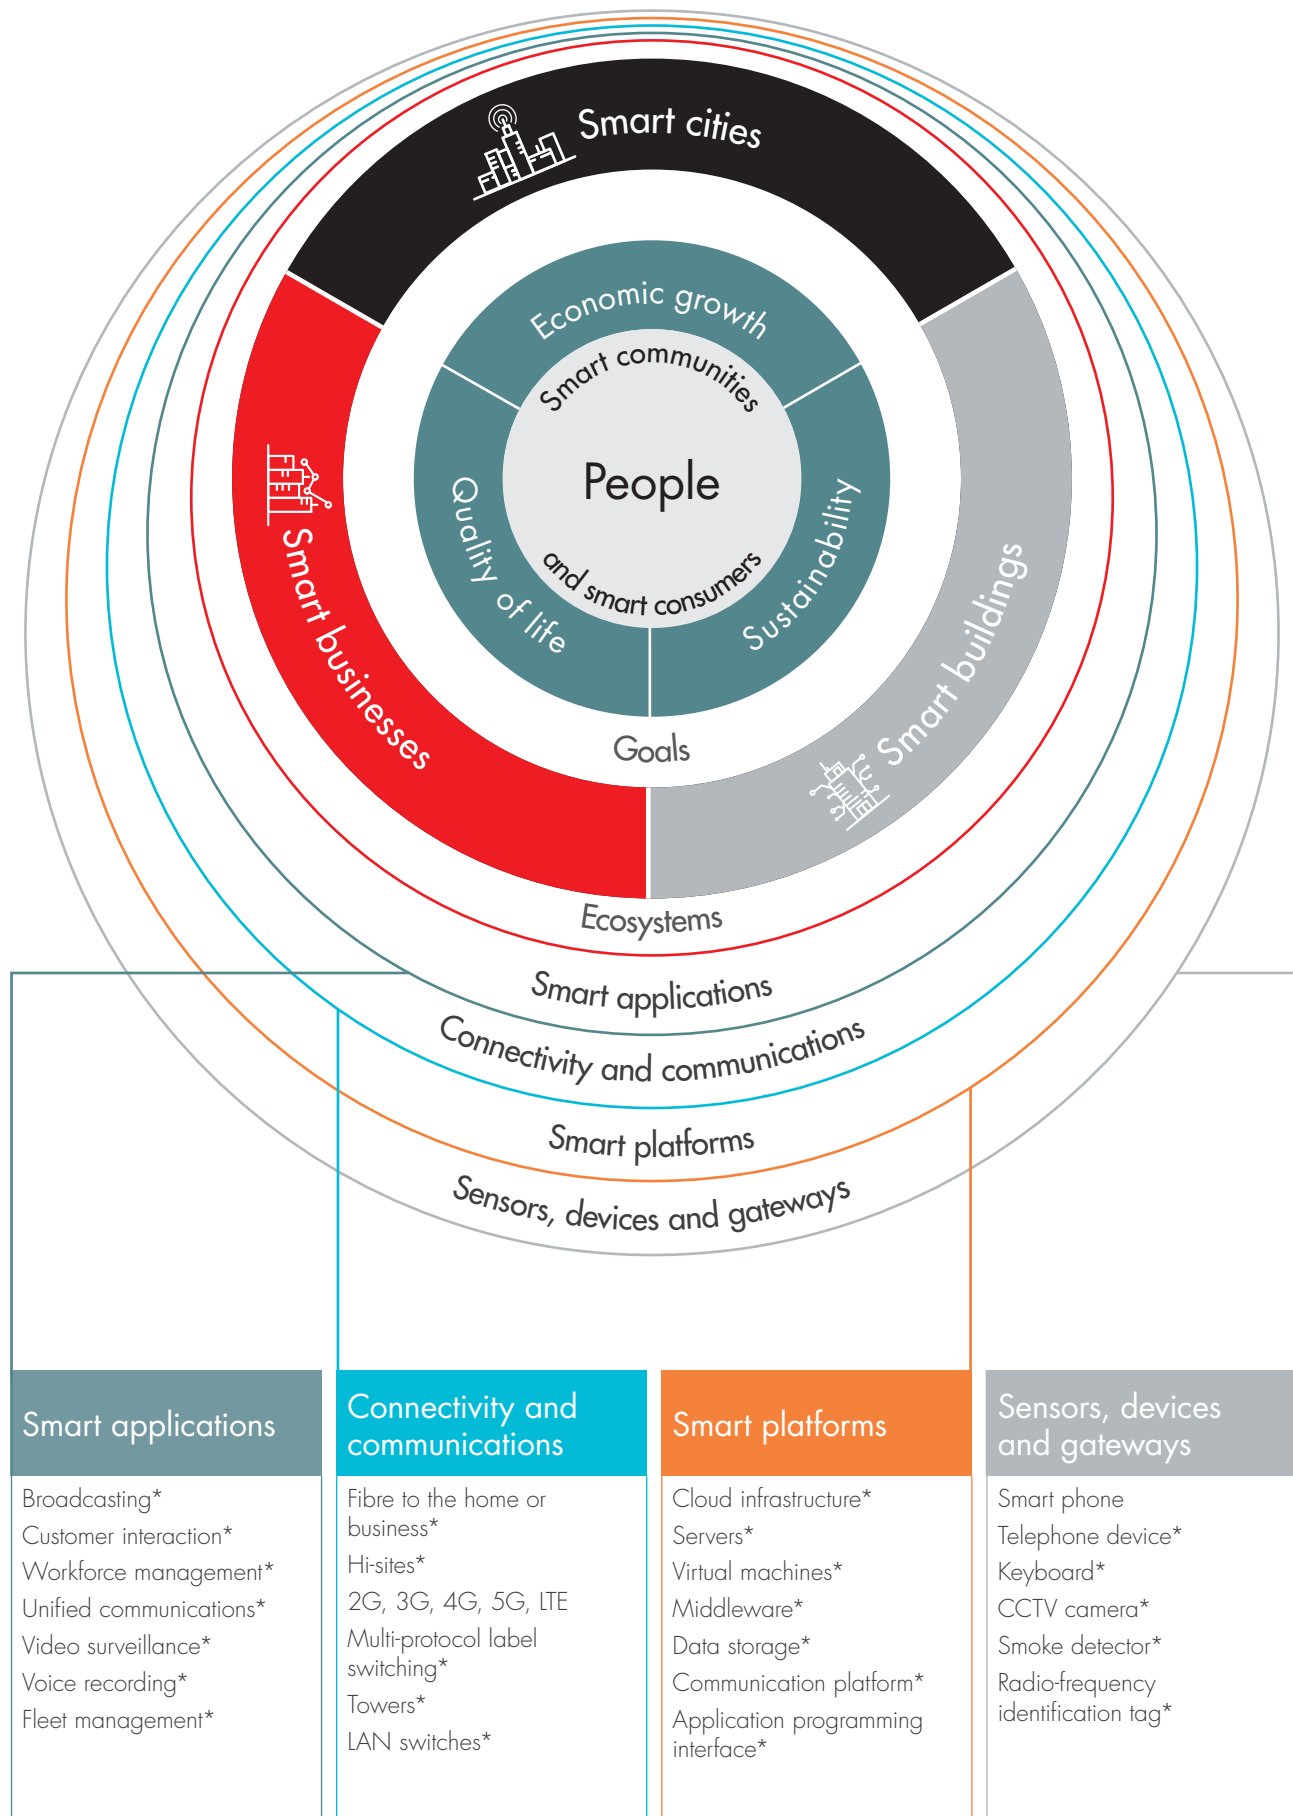 Smart cities
Economic growth
Smart communities
People
and smart consumers
Quality of life
Sustainability
Smart businesses
Smart buildings
Goals
Ecosystems
Smart applications
Connectivity and communications
Smart platforms
Sensors, devices and gateways
Smart applications
Broadcasting*
Customer interaction*
Workforce management*
Unified communications*
Video surveillance*
Voice recording*
Fleet management*
Connectivity and
communications
Fibre to the home or
business*
Hi-sites*
2G, 3G, 4G, 5G, LTE
Multi-protocol label
switching*
Towers*
LAN switches*
Smart platforms
Cloud infrastructure*
Servers*
Virtual machines*
Middleware*
Data storage*
Communication platform*
Application programming
interface*
Sensors, devices
and gateways
Smart phone
Telephone device*
Keyboard*
CCTV camera*
Smoke detector*
Radio-frequency
identification tag*